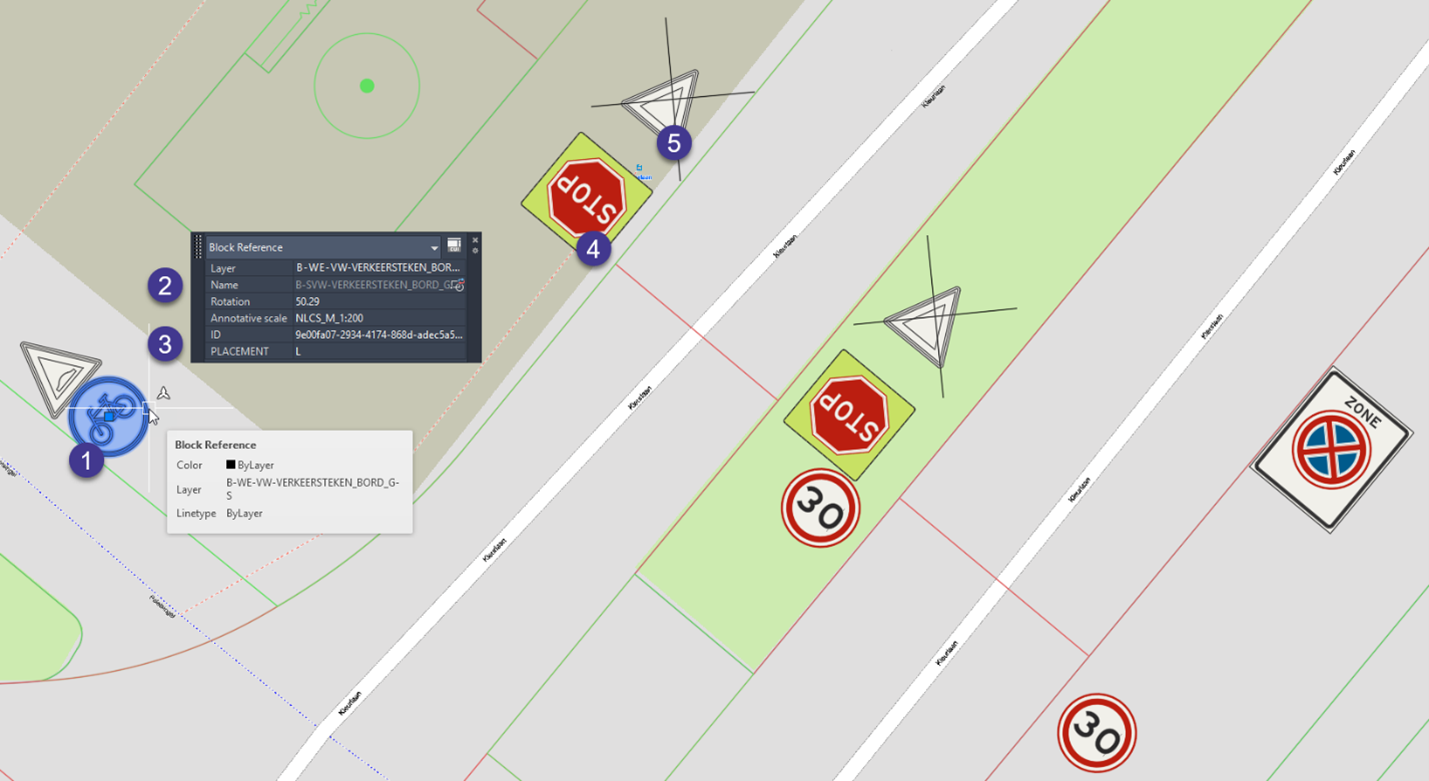 5
STOP
4
Kleurlaan
Kleurlaan
Kleurlaan
Block Reference
Layer B-WE-VW-VERKEERSTEKEN_BOR...
2
Name B-SVW-VERKEERSTEKEN_BORD_G
Rotation 50.29
Annotative scale NLCS_M_1:200
3
ID 9e00fa07-2934-4174-868d-adec5a5...
PLACEMENT L
Kleurlaan
Kleurlaan
STOP
ZONE
1
Block Reference
Color ByLayer
Layer B-WE-VW-VERKEERSTEKEN_BORD_G-
S
Linetype ByLayer
30
Kleurlaan
Kleurlaan
Kleurlaan
Kleurlaan
30